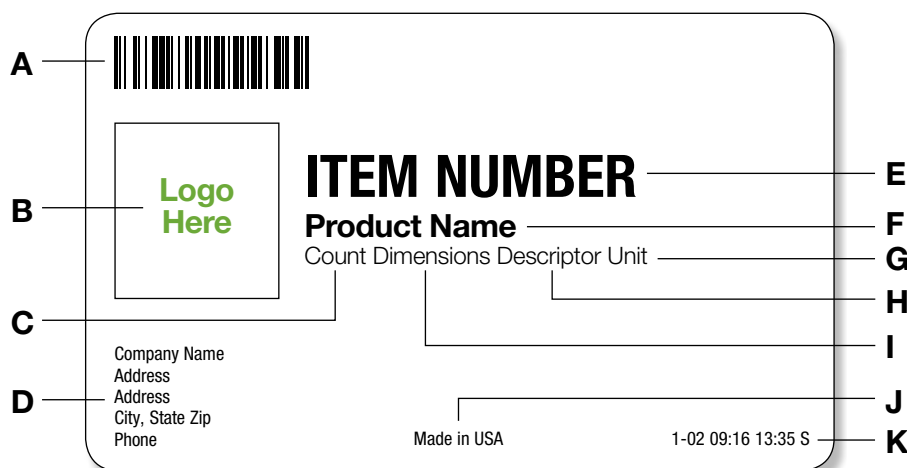 A
B
Logo
Here
ITEM NUMBER
E
Product Name
F
Count Dimensions Descriptor Unit
G
H
C
I
Company Name
Address
Address
City, State Zip
Phone
D
Made in USA
J
1-02 09:16 13:35 S
K